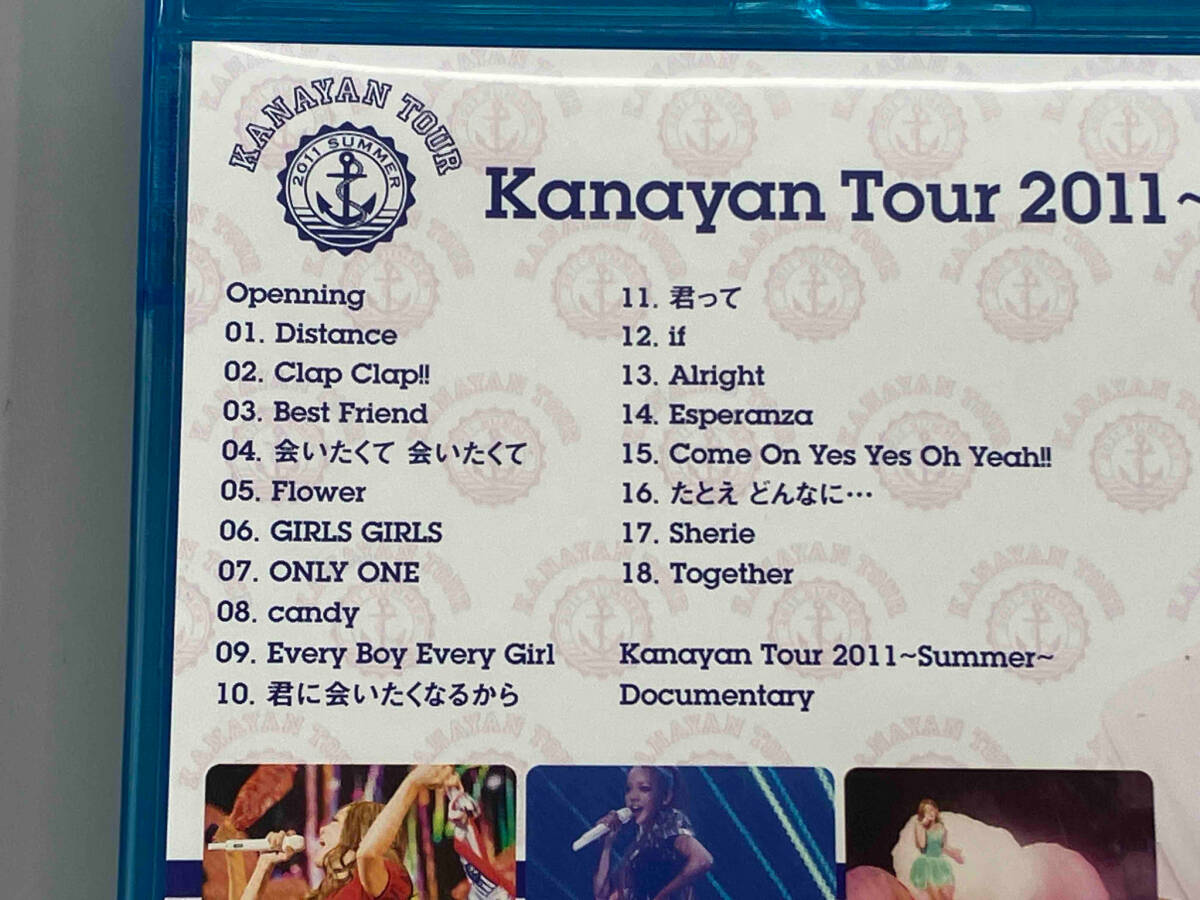 KANAYAN TOUR
2011 SUMMER
Kanayan Tour 2011~
Openning
01. Distance
02. Clap Clap!!
03. Best Friend
04. 会いたくて 会いたくて
05. Flower
06. GIRLS GIRLS
07. ONLY ONE
08. candy
09. Every Boy Every Girl
10. 君に会いたくなるから
11. 君って
12. if
13. Alright
14. Esperanza
15. Come On Yes Yes Oh Yeah!!
16. たとえ どんなに…
17. Sherie
18. Together
Kanayan Tour 2011~Summer~
Documentary